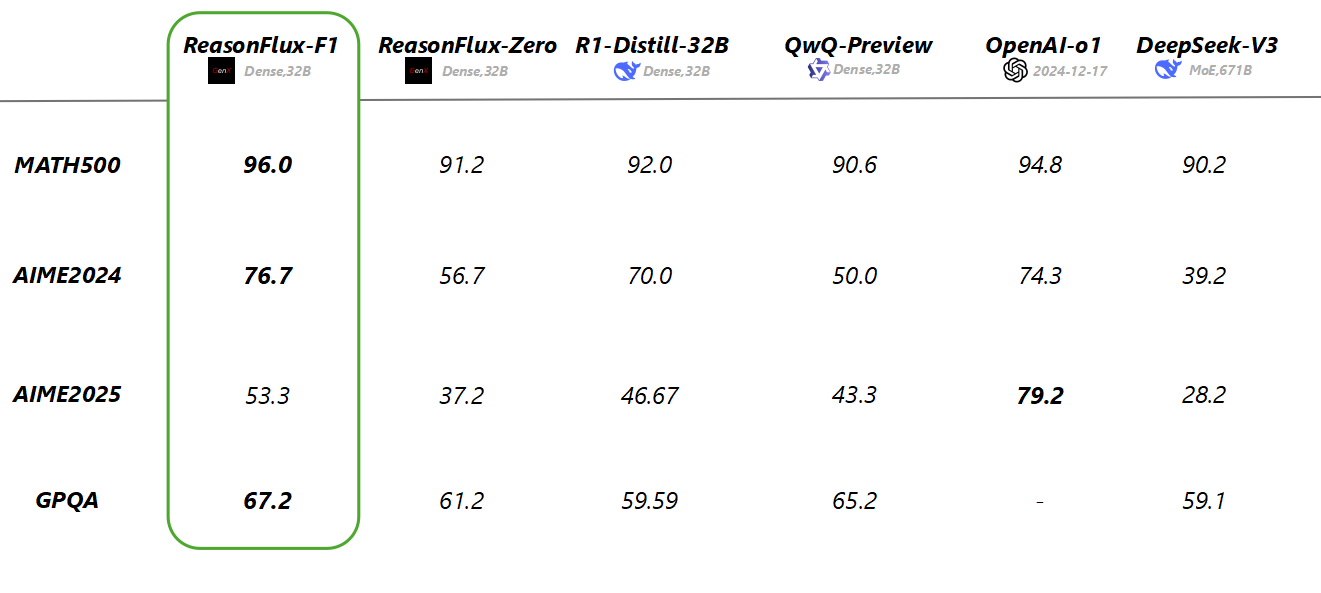 ReasonFlux-F1 ReasonFlux-Zero R1-Distill-32B QwQ-Preview OpenAI-o1 DeepSeek-V3
GenX Dense,32B GenX Dense,32B Dense,32B Dense,32B 2024-12-17 MoE,671B
MATH500 96.0 91.2 92.0 90.6 94.8 90.2
AIME2024 76.7 56.7 70.0 50.0 74.3 39.2
AIME2025 53.3 37.2 46.67 43.3 79.2 28.2
GPQA 67.2 61.2 59.59 65.2 - 59.1